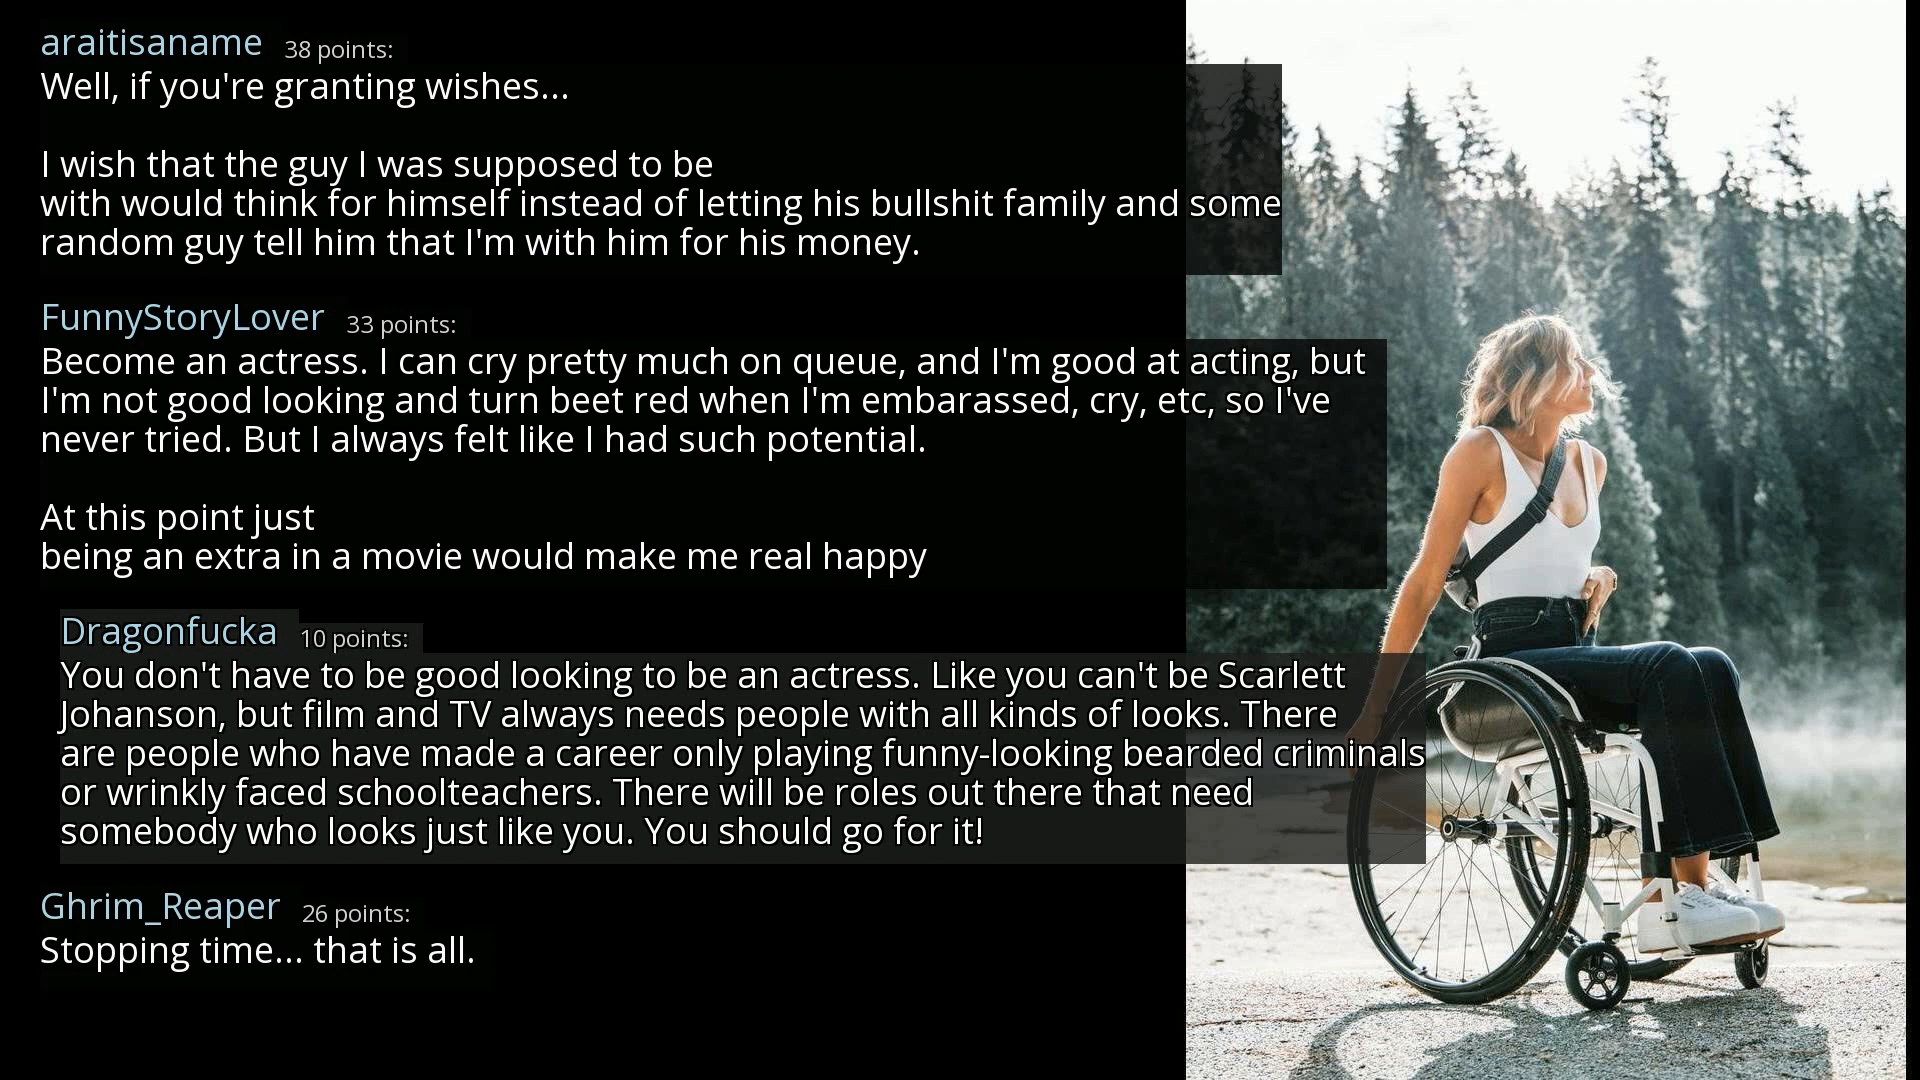 araitisaname 38 points:
Well, if you're granting wishes...
I wish that the guy I was supposed to be
with would think for himself instead of letting his bullshit family and some
random guy tell him that I'm with him for his money.
FunnyStoryLover 33 points:
Become an actress. I can cry pretty much on queue, and I'm good at acting, but
I'm not good looking and turn beet red when I'm embarassed, cry, etc, so I've
never tried. But I always felt like I had such potential.
At this point just
being an extra in a movie would make me real happy
Dragonfucka 10 points:
You don't have to be good looking to be an actress. Like you can't be Scarlett
Johanson, but film and TV always needs people with all kinds of looks. There
are people who have made a career only playing funny-looking bearded criminals
or wrinkly faced schoolteachers. There will be roles out there that need
somebody who looks just like you. You should go for it!
Ghrim_Reaper 26 points:
Stopping time... that is all.